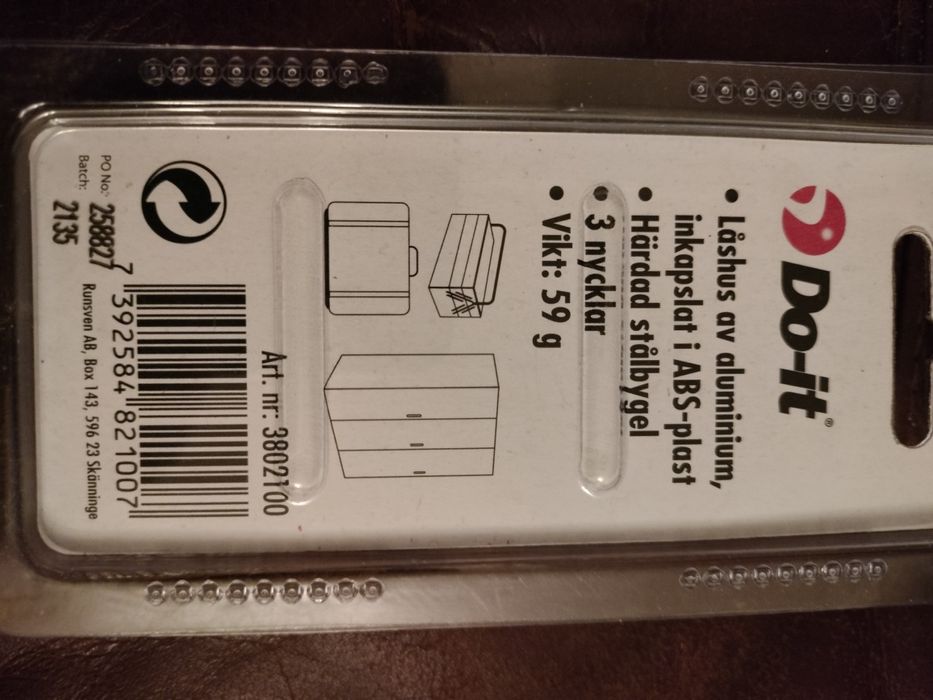 Do-it®
• Låshus av aluminium,
inkapslat i ABS-plast
• Härdad stålbygel
• 3 nycklar
• Vikt: 59 g
Art. nr: 3802100
7 392584 821007
PO No: 258827
Batch: 2135
Runsven AB, Box 143, 596 23 Skänninge